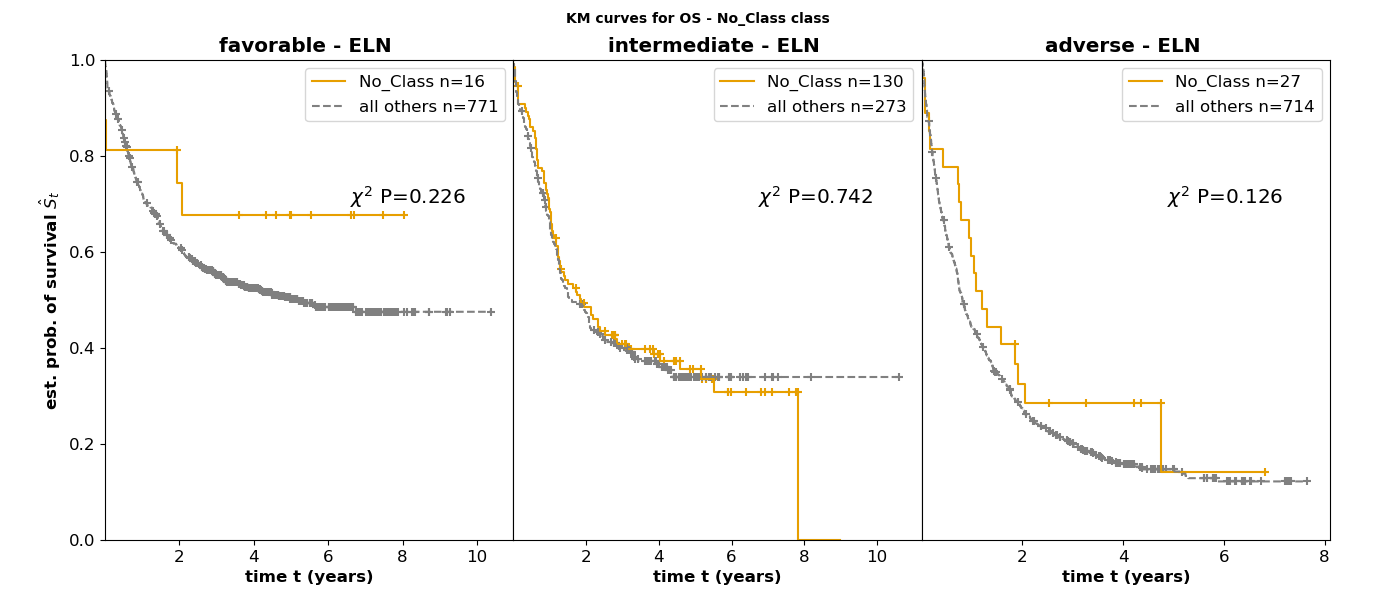 KM curves for OS - No_Class class
favorable - ELN
intermediate - ELN
adverse - ELN
est. prob. of survival Ŝt
1.0
0.8
0.6
0.4
0.2
0.0
No_Class n=16
all others n=771
χ² P=0.226
2 4 6 8 10
time t (years)
No_Class n=130
all others n=273
χ² P=0.742
2 4 6 8 10
time t (years)
No_Class n=27
all others n=714
χ² P=0.126
2 4 6 8
time t (years)